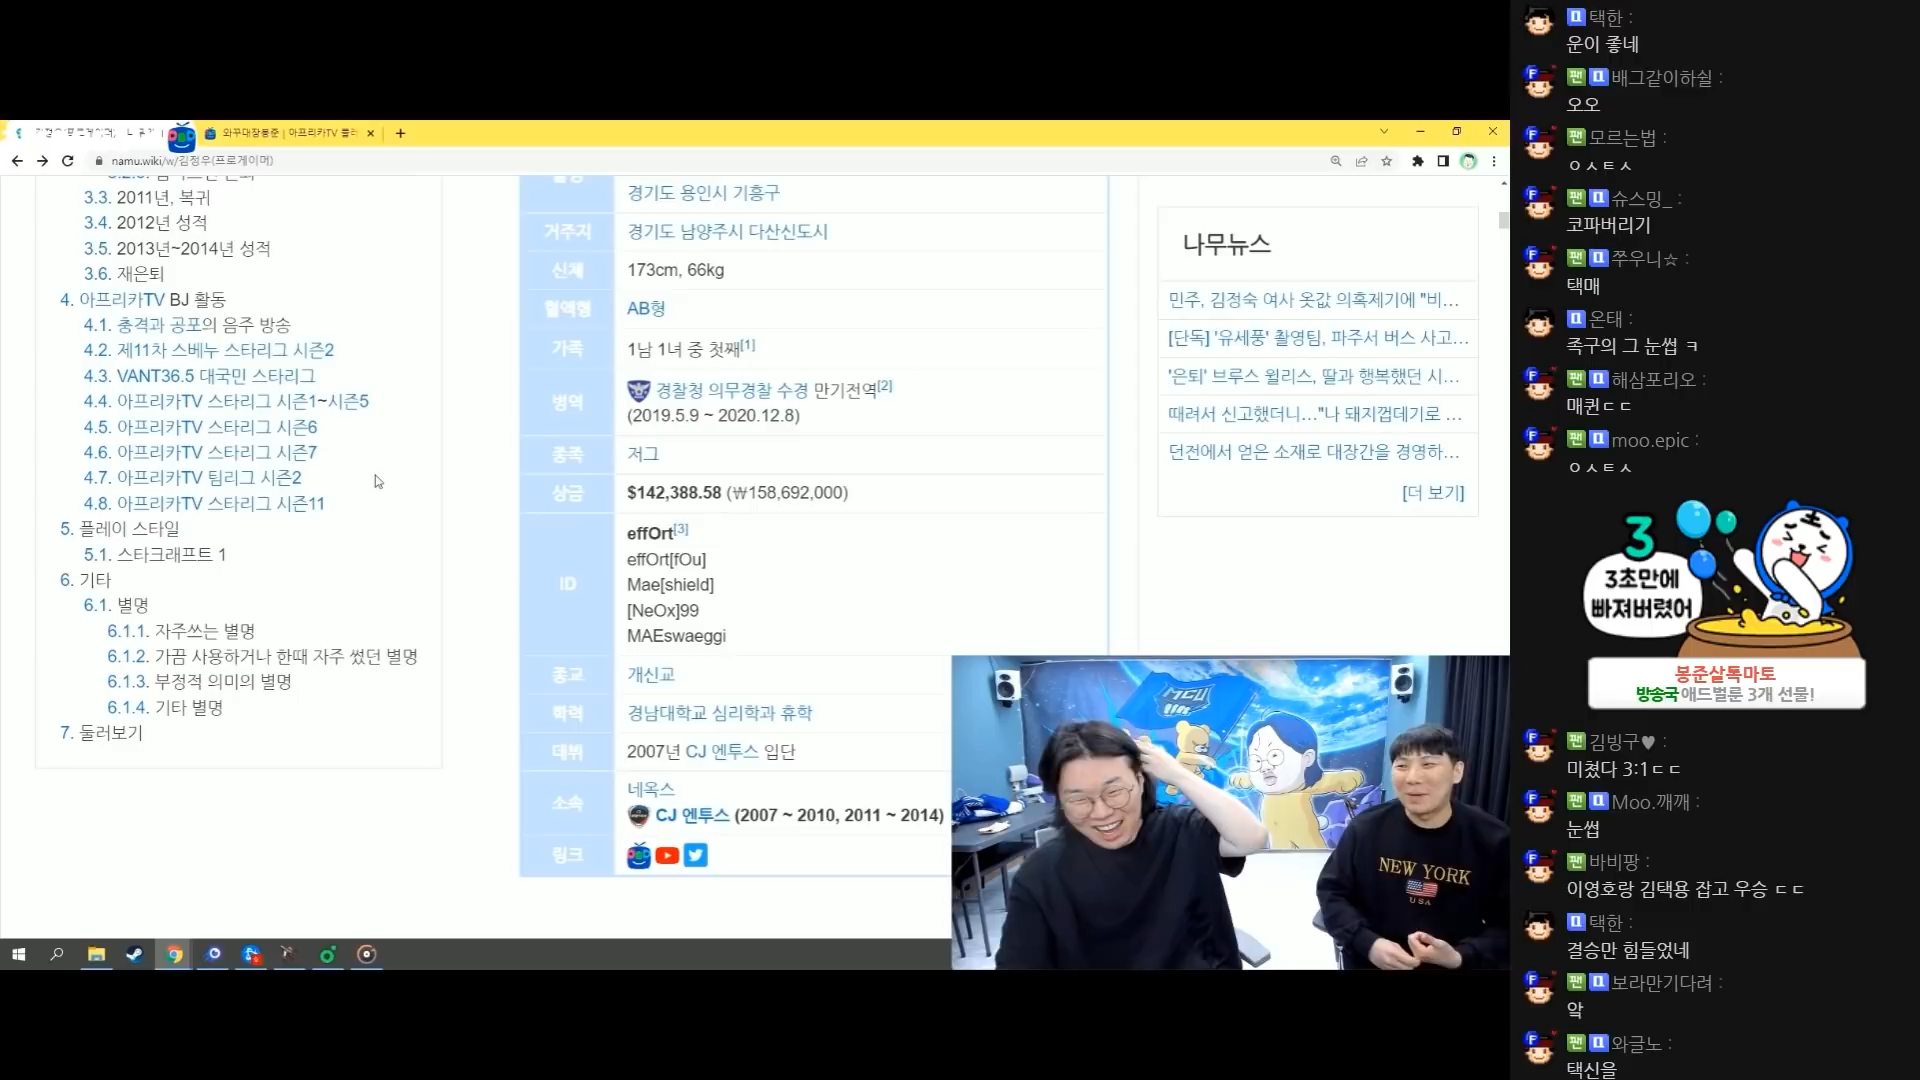 와꾸대장봉준 | 아프리카TV 플
namu.wiki/w/김정우(프로게이머)
3.3. 2011년, 복귀
3.4. 2012년 성적
3.5. 2013년~2014년 성적
3.6. 재은퇴
4. 아프리카TV BJ 활동
4.1. 충격과 공포의 음주 방송
4.2. 제11차 스베누 스타리그 시즌2
4.3. VANT36.5 대국민 스타리그
4.4. 아프리카TV 스타리그 시즌1~시즌5
4.5. 아프리카TV 스타리그 시즌6
4.6. 아프리카TV 스타리그 시즌7
4.7. 아프리카TV 팀리그 시즌2
4.8. 아프리카TV 스타리그 시즌11
5. 플레이 스타일
5.1. 스타크래프트 1
6. 기타
6.1. 별명
6.1.1. 자주쓰는 별명
6.1.2. 가끔 사용하거나 한때 자주 썼던 별명
6.1.3. 부정적 의미의 별명
6.1.4. 기타 별명
7. 둘러보기
경기도 용인시 기흥구
거주지 경기도 남양주시 다산신도시
신체 173cm, 66kg
혈액형 AB형
가족 1남 1녀 중 첫째[1]
병역 경찰청 의무경찰 수경 만기전역[2]
(2019.5.9 ~ 2020.12.8)
종족 저그
상금 $142,388.58 (₩158,692,000)
ID effOrt[3]
effOrt[fOu]
Mae[shield]
[NeOx]99
MAEswaeggi
종교 개신교
학력 경남대학교 심리학과 휴학
데뷔 2007년 CJ 엔투스 입단
소속 네옥스
CJ 엔투스 (2007 ~ 2010, 2011 ~ 2014)
링크
나무뉴스
민주, 김정숙 여사 옷값 의혹제기에 "비...
[단독] '유세풍' 촬영팀, 파주서 버스 사고...
'은퇴' 브루스 윌리스, 딸과 행복했던 시...
때려서 신고했더니..."나 돼지껍데기로 ...
던전에서 얻은 소재로 대장간을 경영하...
[더 보기]
MCU
NEW YORK
USA
택한 :
운이 좋네
팬 배그같이하쉴 :
오오
팬 모르는법 :
ㅇㅅㅌㅅ
팬 슈스밍_ :
코파버리기
팬 쭈우니☆ :
택매
온태 :
족구의 그 눈썹 ㅋ
팬 해삼포리오 :
매퀸ㄷㄷ
팬 moo.epic :
ㅇㅅㅌㅅ
3
3초만에
빠져버렸어
봉준살톡마토
방송국 애드벌룬 3개 선물!
팬 김빙구♥ :
미쳤다 3:1ㄷㄷ
팬 Moo.깨깨 :
눈썹
팬 바비팡 :
이영호랑 김택용 잡고 우승 ㄷㄷ
택한 :
결승만 힘들었네
팬 보라만기다려 :
앜
팬 와글노 :
택신을